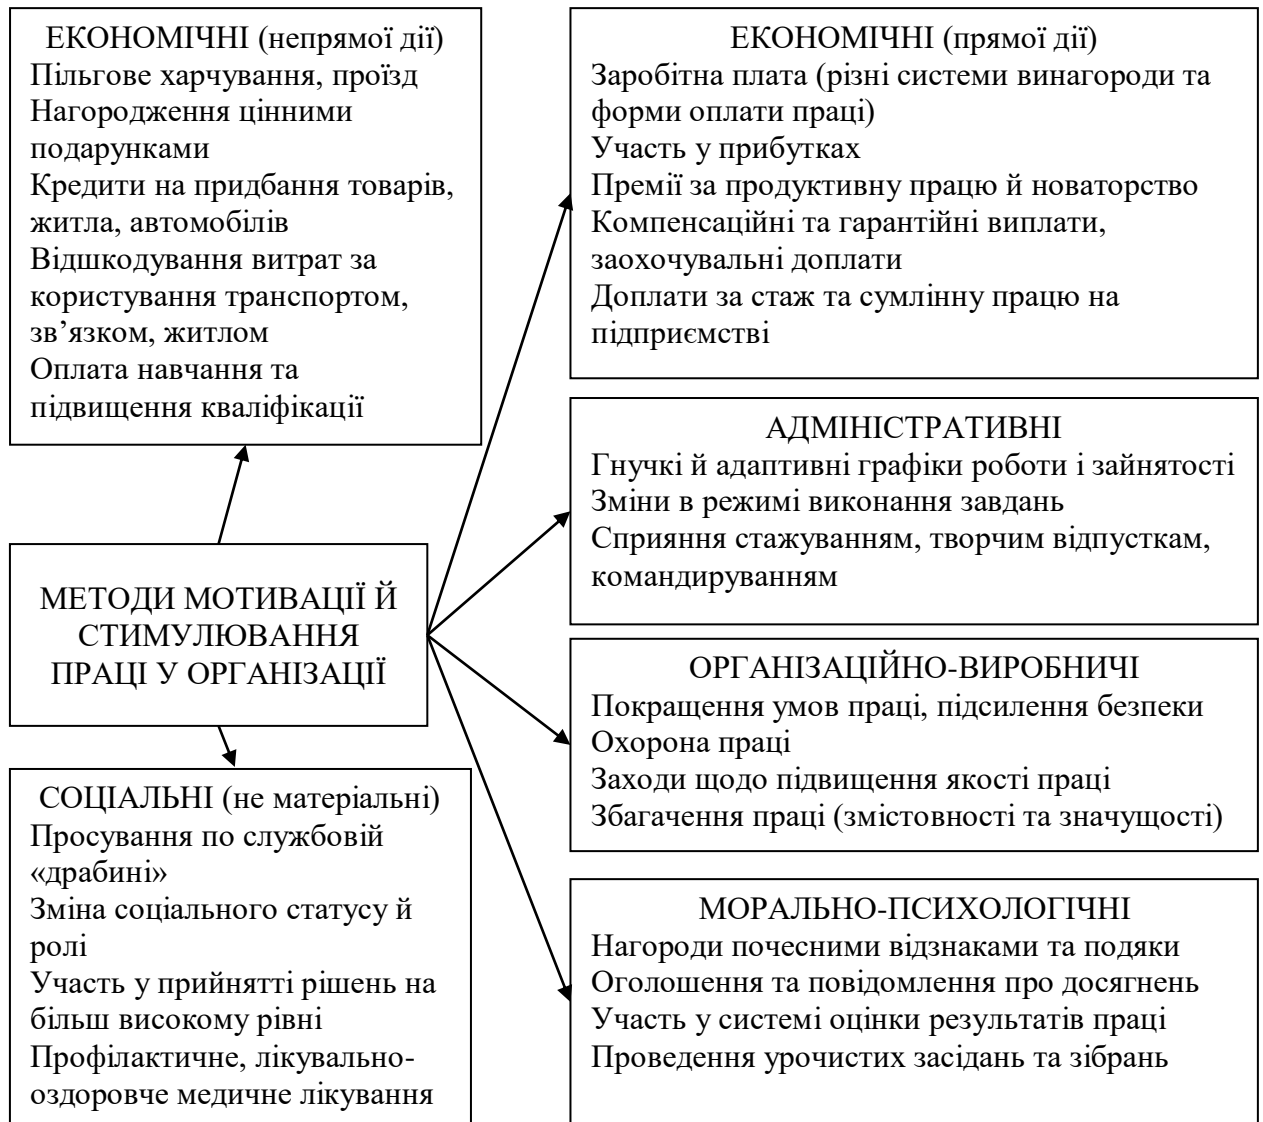 ЕКОНОМІЧНІ (непрямої дії)
Пільгове харчування, проїзд
Нагородження цінними
подарунками
Кредити на придбання товарів,
житла, автомобілів
Відшкодування витрат за
користування транспортом,
зв’язком, житлом
Оплата навчання та
підвищення кваліфікації
ЕКОНОМІЧНІ (прямої дії)
Заробітна плата (різні системи винагороди та
форми оплати праці)
Участь у прибутках
Премії за продуктивну працю й новаторство
Компенсаційні та гарантійні виплати,
заохочувальні доплати
Доплати за стаж та сумлінну працю на
підприємстві
АДМІНІСТРАТИВНІ
Гнучкі й адаптивні графіки роботи і зайнятості
Зміни в режимі виконання завдань
Сприяння стажуванням, творчим відпусткам,
командируванням
МЕТОДИ МОТИВАЦІЇ Й
СТИМУЛЮВАННЯ
ПРАЦІ У ОРГАНІЗАЦІЇ
ОРГАНІЗАЦІЙНО-ВИРОБНИЧІ
Покращення умов праці, підсилення безпеки
Охорона праці
Заходи щодо підвищення якості праці
Збагачення праці (змістовності та значущості)
СОЦІАЛЬНІ (не матеріальні)
Просування по службовій
«драбині»
Зміна соціального статусу й
ролі
Участь у прийнятті рішень на
більш високому рівні
Профілактичне, лікувально-
оздоровче медичне лікування
МОРАЛЬНО-ПСИХОЛОГІЧНІ
Нагороди почесними відзнаками та подяки
Оголошення та повідомлення про досягнень
Участь у системі оцінки результатів праці
Проведення урочистих засідань та зібрань